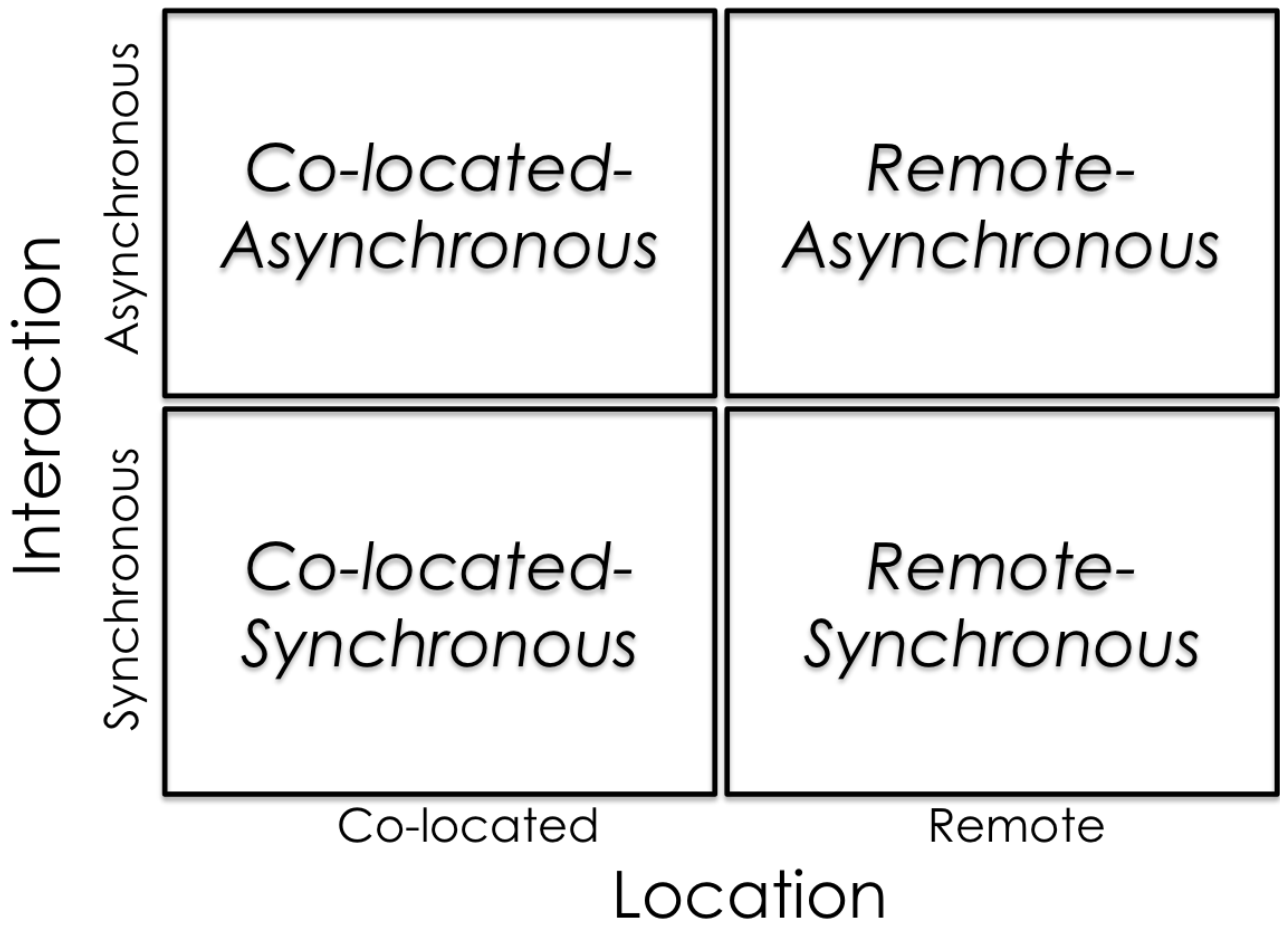 Interaction
Asynchronous
Co-located-
Asynchronous
Remote-
Asynchronous
Synchronous
Co-located-
Synchronous
Remote-
Synchronous
Co-located
Remote
Location